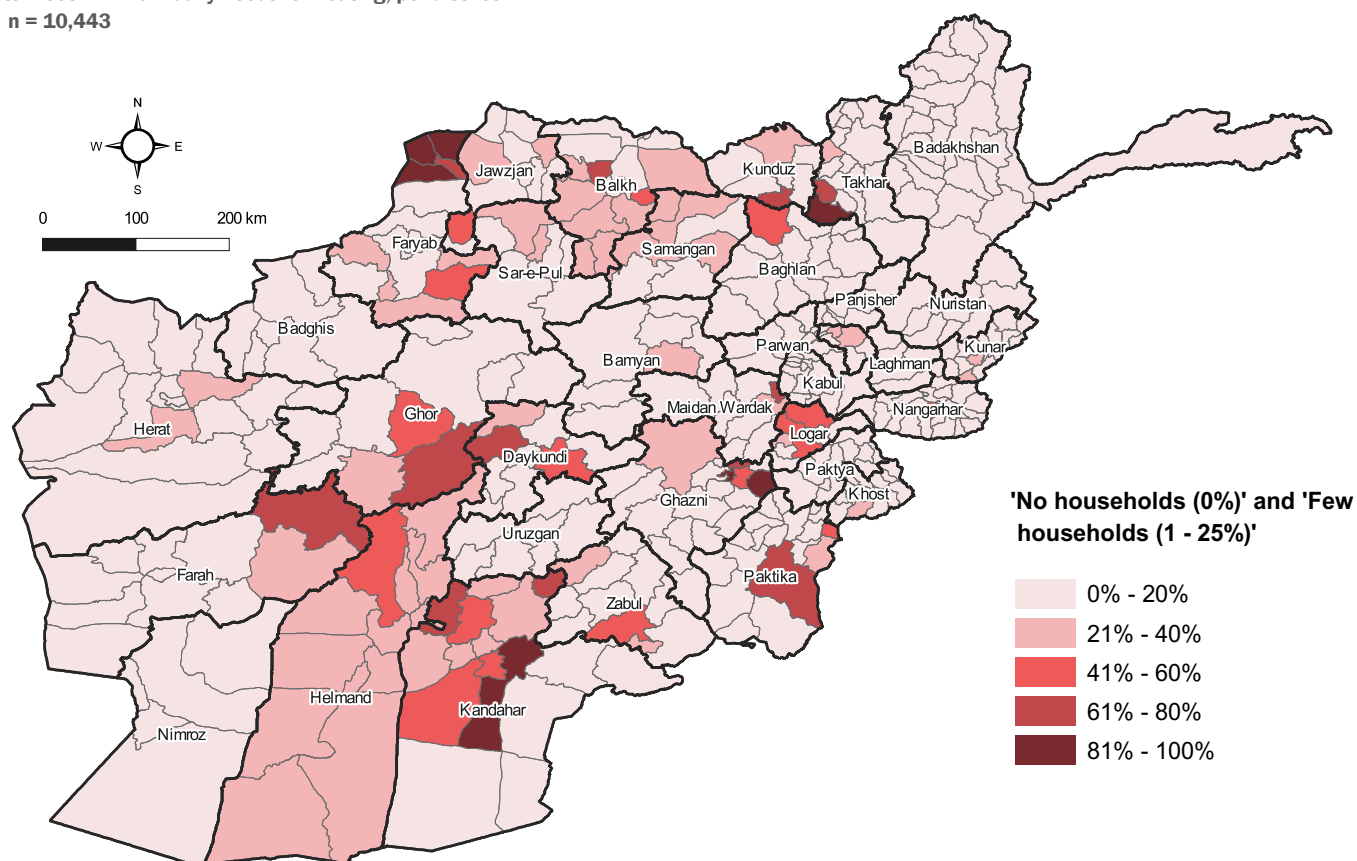 n = 10,443
N
W
E
S
0 100 200 km
Badakhshan
Jawzjan
Balkh
Kunduz
Takhar
Faryab
Sar-e-Pul
Samangan
Baghlan
Badghis
Panjsher
Nuristan
Bamyan
Parwan
Kunar
Laghman
Kabul
Ghor
Maidan Wardak
Nangarhar
Herat
Logar
Daykundi
Paktya
Ghazni
Khost
Uruzgan
Farah
Paktika
Zabul
Helmand
Kandahar
Nimroz
'No households (0%)' and 'Few
households (1 - 25%)'
0% - 20%
21% - 40%
41% - 60%
61% - 80%
81% - 100%